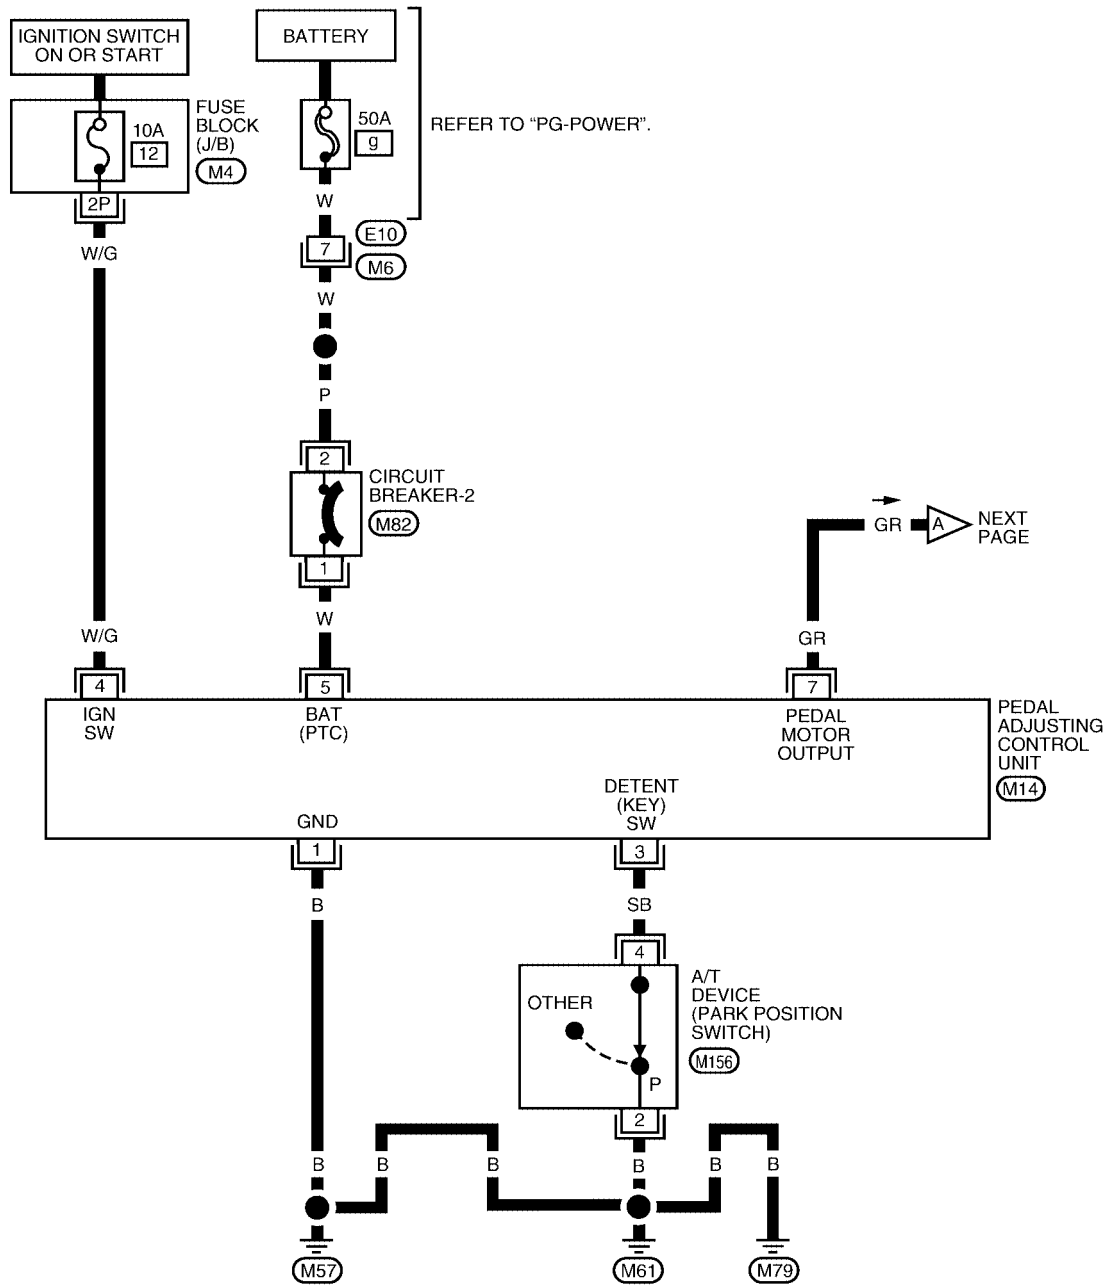 IGNITION SWITCH
ON OR START
BATTERY
FUSE
BLOCK
(J/B)
M4
10A
12
2P
50A
g
REFER TO “PG-POWER”.
W
E10
7
M6
W/G
W
P
2
CIRCUIT
BREAKER-2
M82
1
W
GR
A
NEXT
PAGE
W/G
GR
4
5
7
IGN
SW
BAT
(PTC)
PEDAL
MOTOR
OUTPUT
PEDAL
ADJUSTING
CONTROL
UNIT
M14
DETENT
(KEY)
SW
GND
1
3
B
SB
4
A/T
DEVICE
(PARK POSITION
SWITCH)
M156
OTHER
P
2
B
B
B
B
B
B
M57
M61
M79